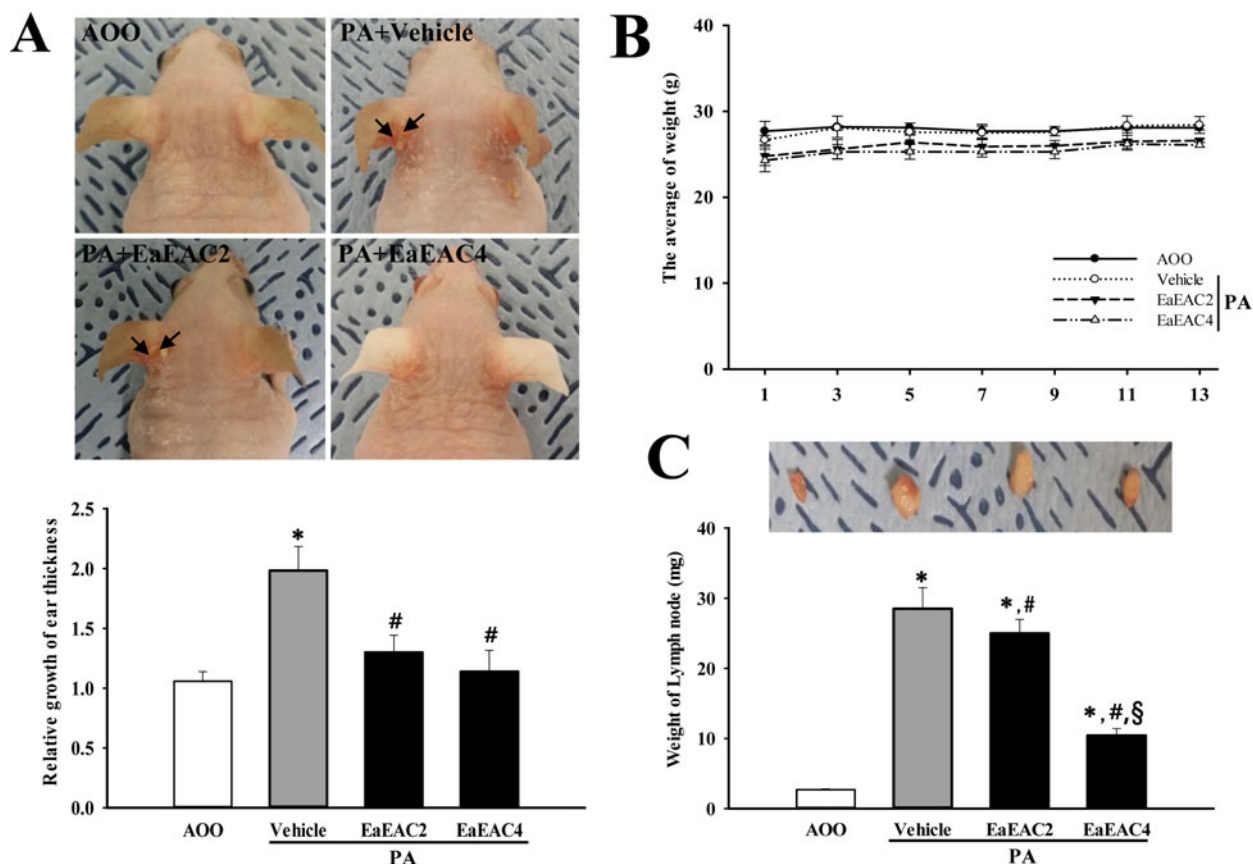 A
AOO
PA+Vehicle
PA+EaEAC2
PA+EaEAC4
Relative growth of ear thickness
2.5
2.0
1.5
1.0
0.5
0.0
*
#
#
AOO
Vehicle
EaEAC2
EaEAC4
PA
B
The average of weight (g)
40
30
20
10
0
AOO
Vehicle
EaEAC2
EaEAC4
PA
1 3 5 7 9 11 13
C
Weight of Lymph node (mg)
40
30
20
10
0
*
*,#
*,#,§
AOO
Vehicle
EaEAC2
EaEAC4
PA